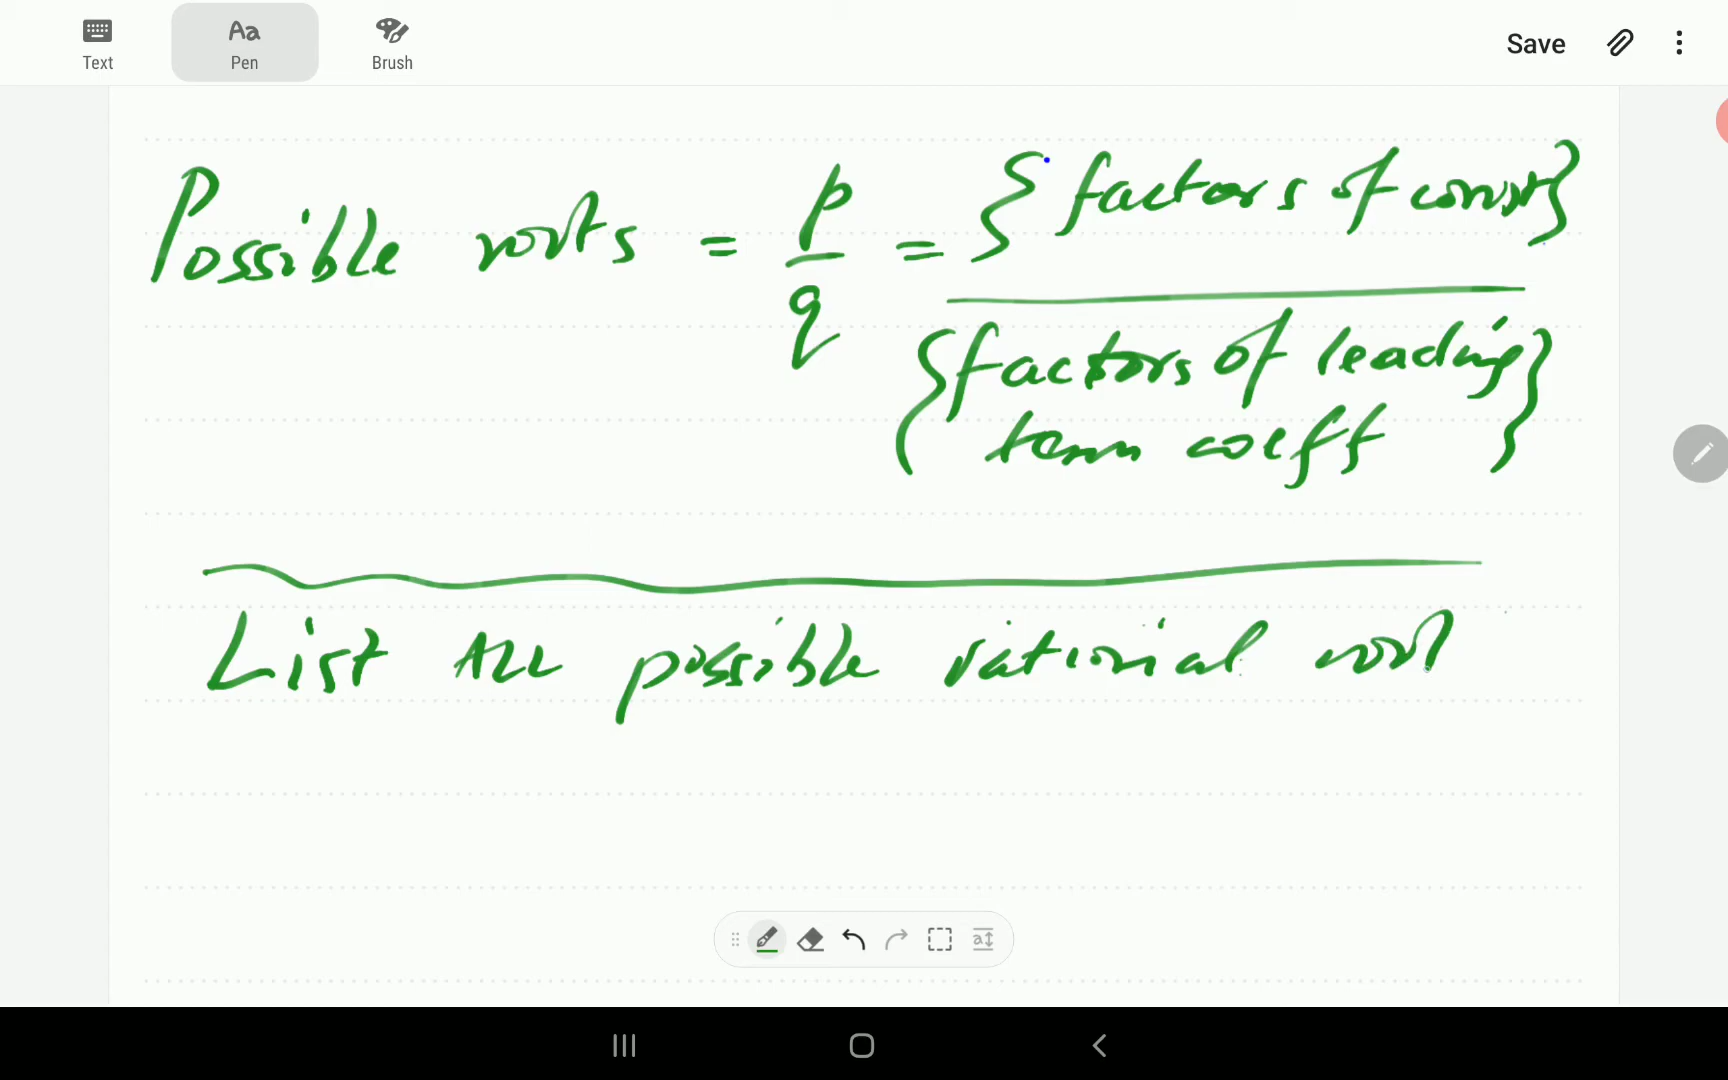 Text Pen Brush Save
Possible roots = p/q = {factors of const} / {factors of leading term coeff}
List ALL possible rational root